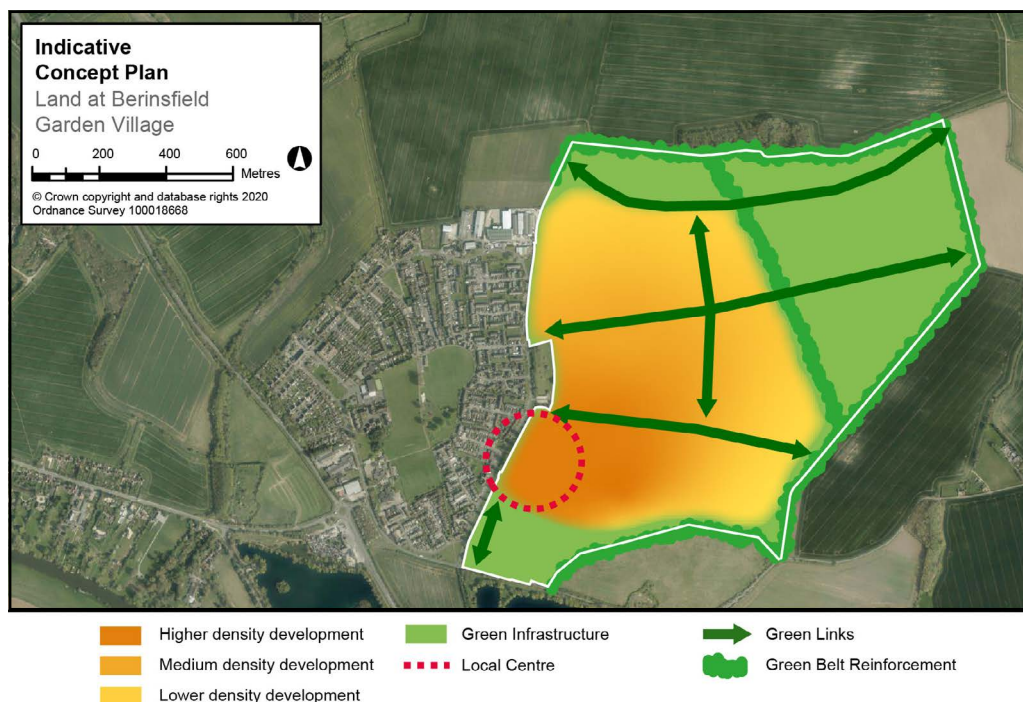 Indicative
Concept Plan
Land at Berinsfield
Garden Village
0 200 400 600
Metres
© Crown copyright and database rights 2020
Ordnance Survey 100018668
Higher density development
Medium density development
Lower density development
Green Infrastructure
Local Centre
Green Links
Green Belt Reinforcement